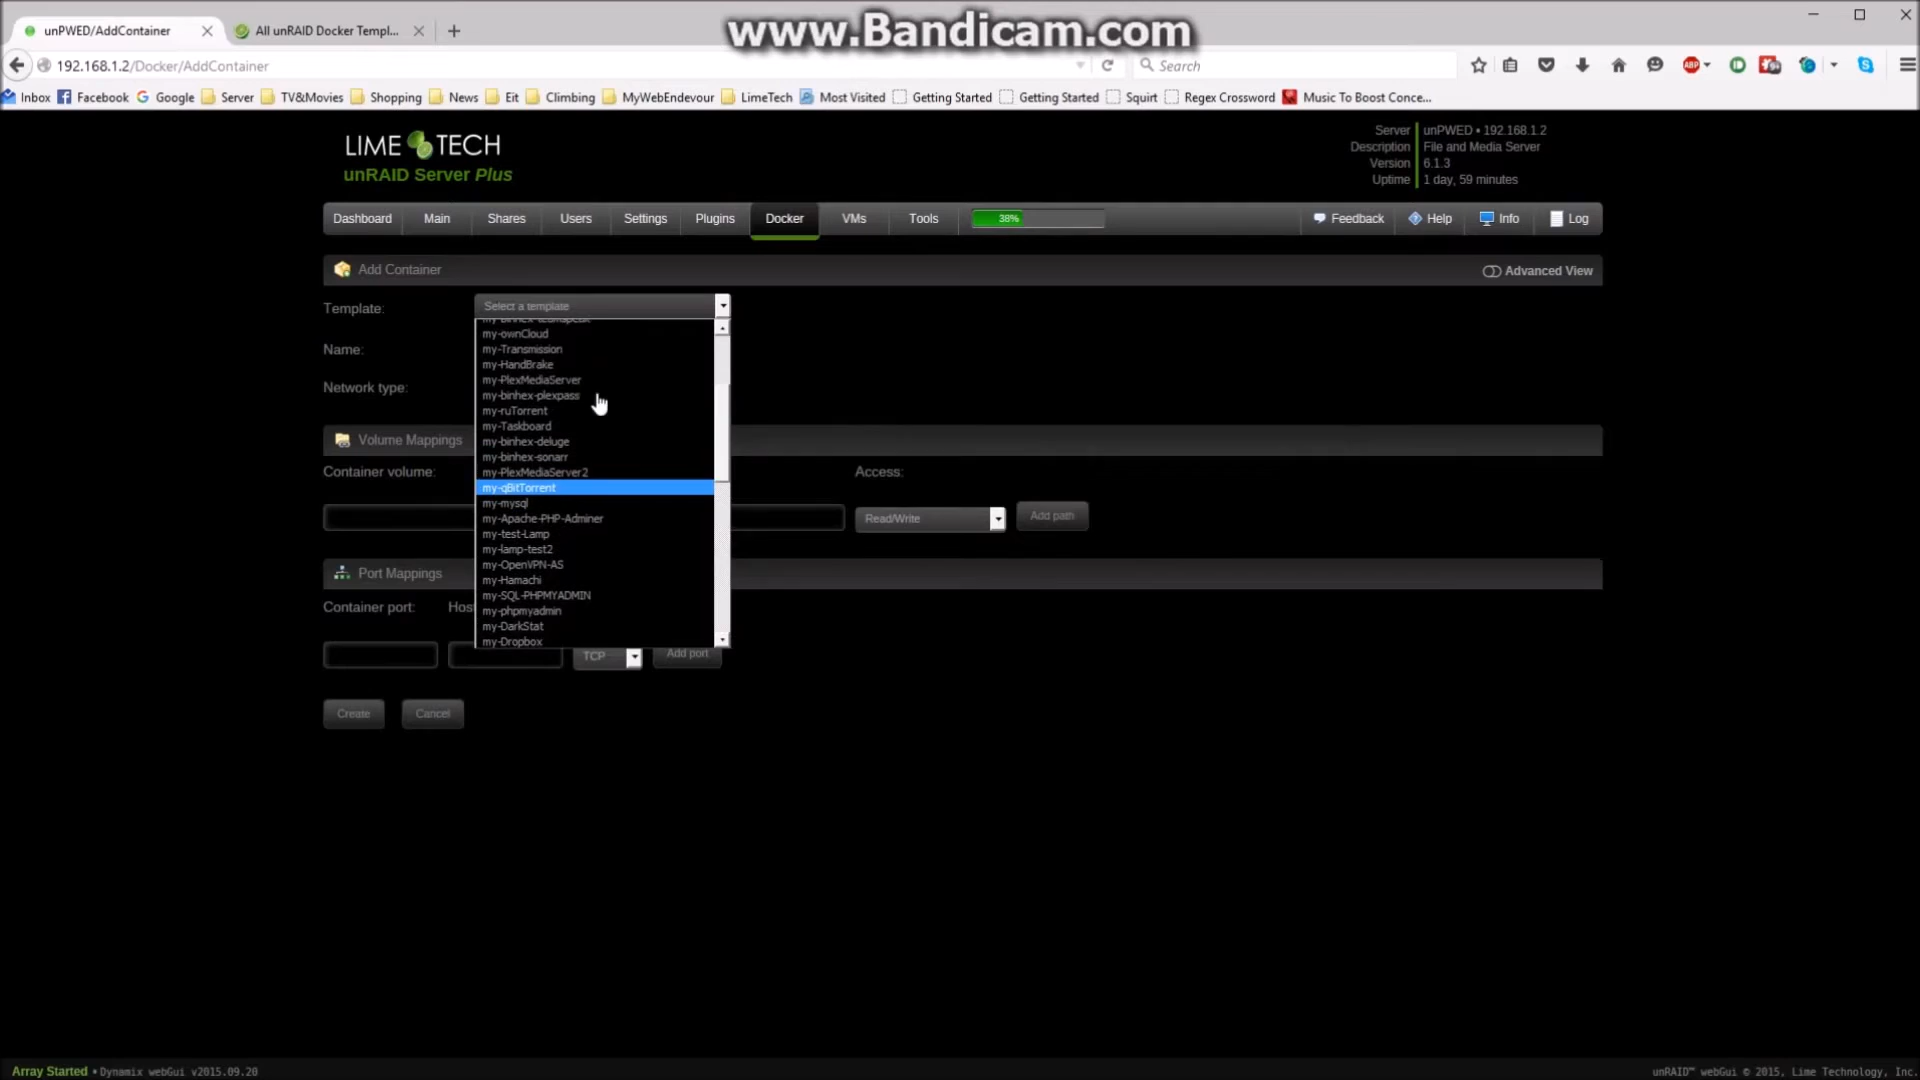 www.Bandicam.com
unPWED/AddContainer
All unRAID Docker Templ...
192.168.1.2/Docker/AddContainer
Search
Inbox Facebook Google Server TV&Movies Shopping News Eit Climbing MyWebEndevour LimeTech Most Visited Getting Started Getting Started Squirt Regex Crossword Music To Boost Conce...
LIME TECH
unRAID Server Plus
Server unPWED • 192.168.1.2
Description File and Media Server
Version 6.1.3
Uptime 1 day, 59 minutes
Dashboard Main Shares Users Settings Plugins Docker VMs Tools 38% Feedback Help Info Log
Add Container
Advanced View
Template:
Select a template
my-Binhex-teamspeak
my-ownCloud
my-Transmission
my-HandBrake
my-PlexMediaServer
my-binhex-plexpass
my-ruTorrent
my-Taskboard
my-binhex-deluge
my-binhex-sonarr
my-PlexMediaServer2
my-qBitTorrent
my-mysql
my-Apache-PHP-Adminer
my-test-Lamp
my-lamp-test2
my-OpenVPN-AS
my-Hamachi
my-SQL-PHPMYADMIN
my-phpmyadmin
my-DarkStat
my-Dropbox
Name:
Network type:
Volume Mappings
Container volume:
Access:
Read/Write
Add path
Port Mappings
Container port: Hos
TCP
Add port
Create Cancel
Array Started • Dynamix webGui v2015.09.20
unRAID™ webGui © 2015, Lime Technology, Inc.